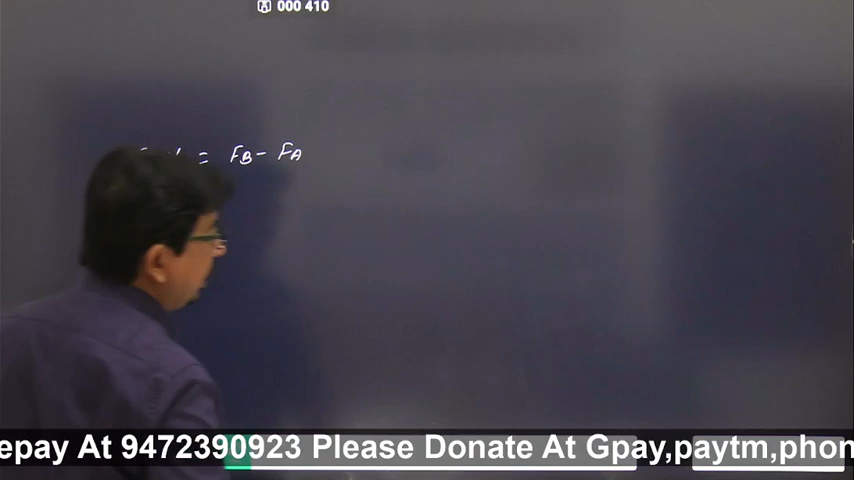 000 410
= FB - FA
epay At 9472390923 Please Donate At Gpay,paytm,phon